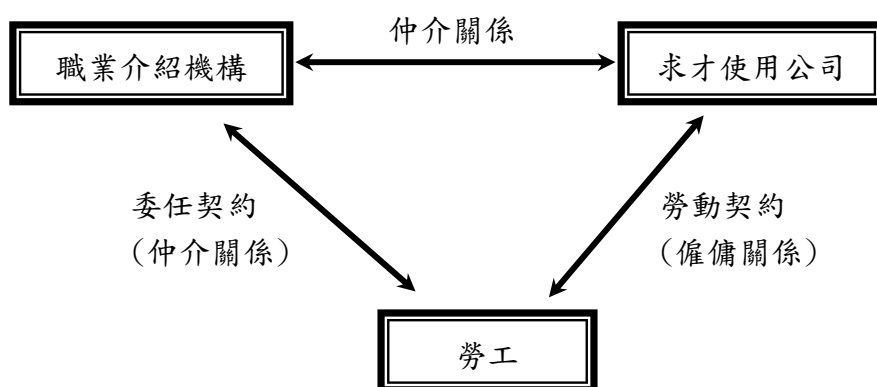 仲介關係
職業介紹機構
求才使用公司
委任契約
(仲介關係)
勞動契約
(僱傭關係)
勞工